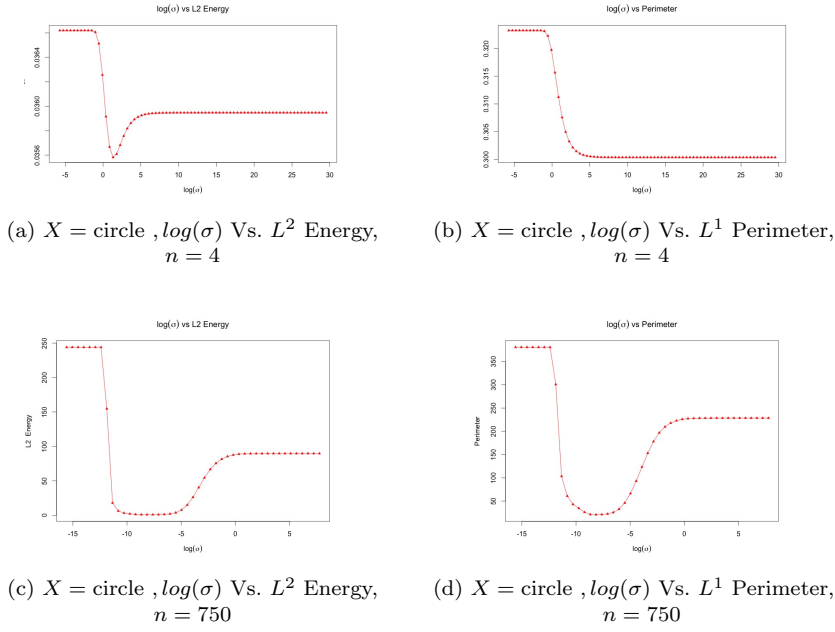 log(σ) vs L2 Energy
0.0364
0.0360
0.0356
-5 0 5 10 15 20 25 30
log(σ)
log(σ) vs Perimeter
0.320
0.315
0.310
0.305
0.300
-5 0 5 10 15 20 25 30
log(σ)
(a) X = circle , log(σ) Vs. L² Energy,
n = 4
(b) X = circle , log(σ) Vs. L¹ Perimeter,
n = 4
log(σ) vs L2 Energy
L2 Energy
250
200
150
100
50
0
-15 -10 -5 0 5
log(σ)
log(σ) vs Perimeter
Perimeter
350
300
250
200
150
100
50
-15 -10 -5 0 5
log(σ)
(c) X = circle , log(σ) Vs. L² Energy,
n = 750
(d) X = circle , log(σ) Vs. L¹ Perimeter,
n = 750